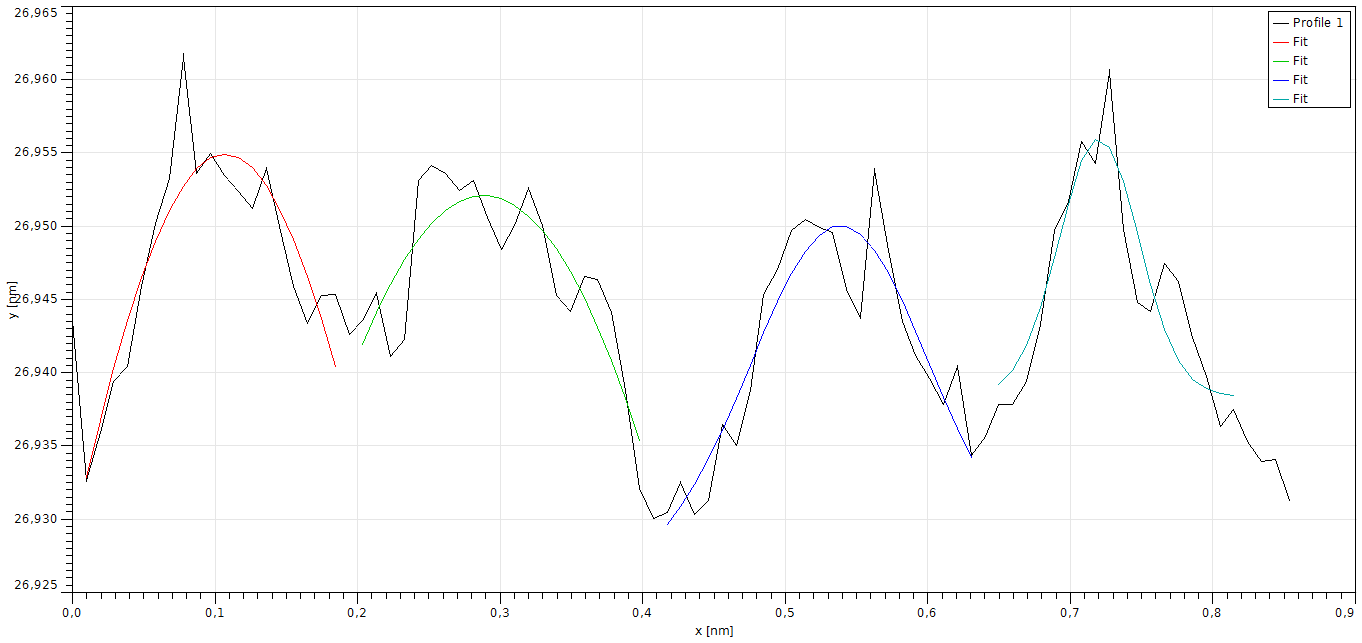 26,965
26,960
26,955
26,950
26,945
26,940
26,935
26,930
26,925
y [nm]
0,0 0,1 0,2 0,3 0,4 0,5 0,6 0,7 0,8 0,9
x [nm]
Profile 1
Fit
Fit
Fit
Fit